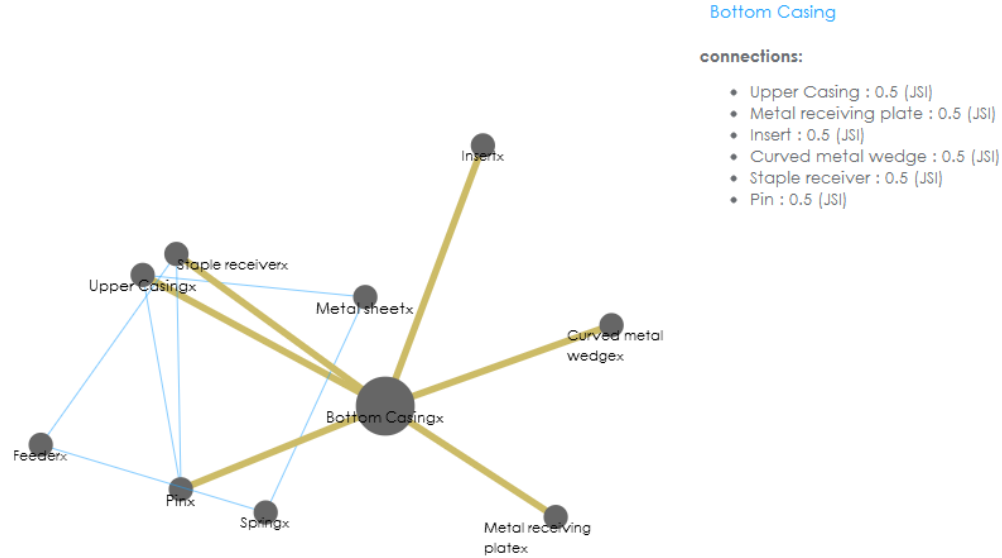 Bottom Casing
connections:
Upper Casing : 0.5 (JSI)
Metal receiving plate : 0.5 (JSI)
Insert : 0.5 (JSI)
Curved metal wedge : 0.5 (JSI)
Staple receiver : 0.5 (JSI)
Pin : 0.5 (JSI)
Insertx
Staple receiverx
Upper Casingx
Metal sheetx
Curved metal
wedgex
Bottom Casingx
Feederx
Pinx
Springx
Metal receiving
platex